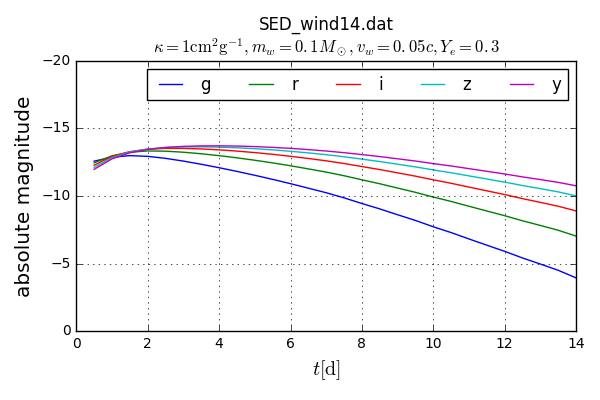 SED_wind14.dat
κ = 1cm²g⁻¹, m_w = 0.1M_⊙, v_w = 0.05c, Y_e = 0.3
g r i z y
−20
−15
−10
−5
0
absolute magnitude
0 2 4 6 8 10 12 14
t[d]